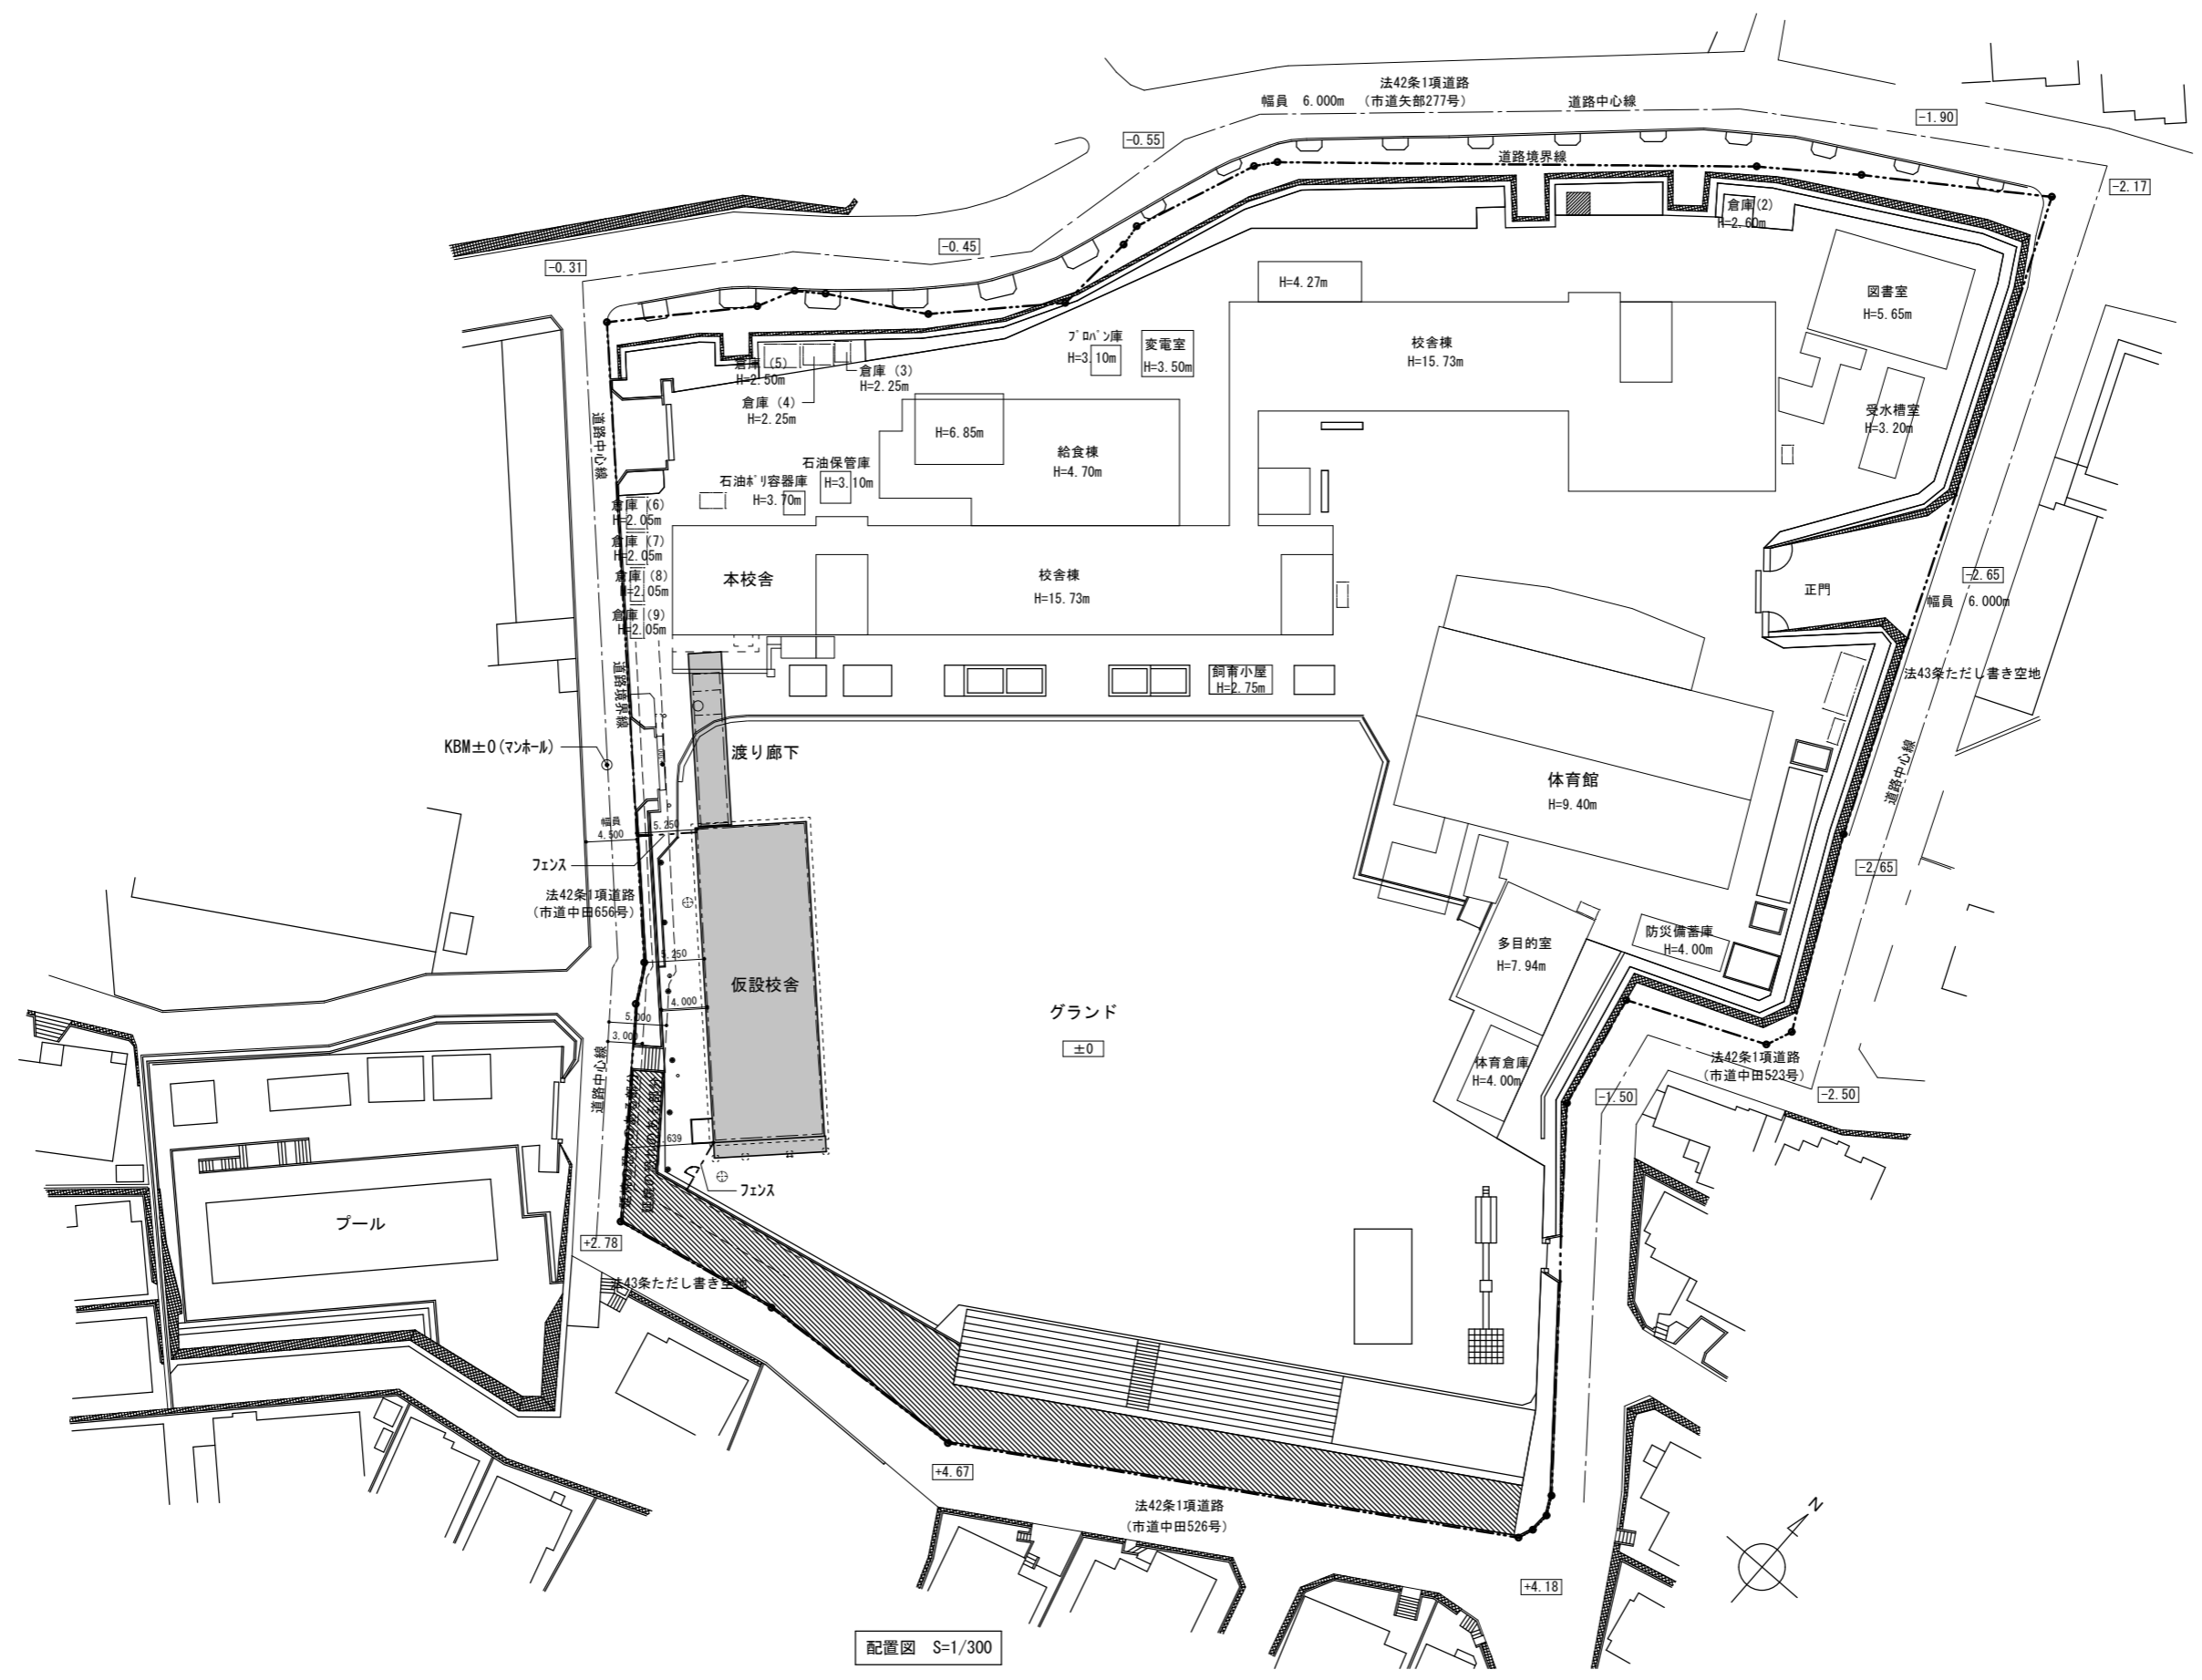 法42条1項道路
幅員　6.000m　（市道矢部277号）
道路中心線
-1.90
-0.55
道路境界線
-2.17
倉庫(2)
H=2.60m
-0.45
-0.31
H=4.27m
図書室
H=5.65m
ﾌﾟﾛﾊﾟﾝ庫
H=3.10m
変電室
H=3.50m
校舎棟
H=15.73m
倉庫（5）
H=2.50m
倉庫（3）
H=2.25m
倉庫（4）
H=2.25m
道路中心線
H=6.85m
給食棟
H=4.70m
受水槽室
H=3.20m
石油保管庫
H=3.10m
石油ﾎﾟﾘ容器庫
H=3.70m
倉庫（6）
H=2.05m
倉庫（7）
H=2.05m
倉庫（8）
H=2.05m
倉庫（9）
H=2.05m
本校舎
校舎棟
H=15.73m
正門
-2.65
幅員　6.000m
法43条ただし書き空地
道路境界線
飼育小屋
H=2.75m
KBM±0(ﾏﾝﾎｰﾙ)
渡り廊下
体育館
H=9.40m
道路中心線
幅員
4.500
5.250
ﾌｪﾝｽ
法42条1項道路
（市道中田656号）
-2.65
防災備蓄庫
H=4.00m
多目的室
H=7.94m
5.250
仮設校舎
4.000
5.000
3.000
グランド
±0
体育倉庫
H=4.00m
法42条1項道路
（市道中田523号）
-1.50
-2.50
道路中心線
延焼の恐れのある部分
639
ﾌｪﾝｽ
プール
+2.78
法43条ただし書き空地
+4.67
法42条1項道路
（市道中田526号）
N
+4.18
配置図　S=1/300